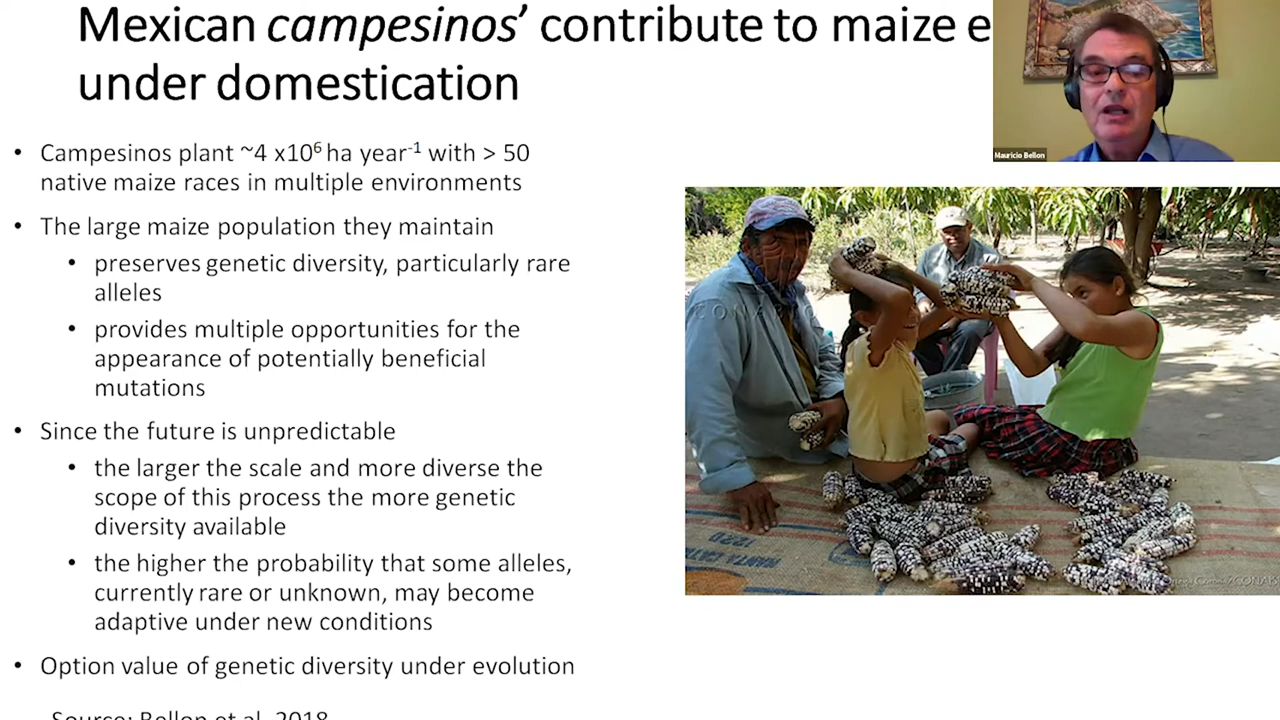 Mexican campesinos’ contribute to maize e
under domestication
Mauricio Bellon
• Campesinos plant ~4 x10⁶ ha year⁻¹ with > 50
native maize races in multiple environments
• The large maize population they maintain
• preserves genetic diversity, particularly rare
alleles
• provides multiple opportunities for the
appearance of potentially beneficial
mutations
• Since the future is unpredictable
• the larger the scale and more diverse the
scope of this process the more genetic
diversity available
• the higher the probability that some alleles,
currently rare or unknown, may become
adaptive under new conditions
• Option value of genetic diversity under evolution
Source: Bellon et al. 2018